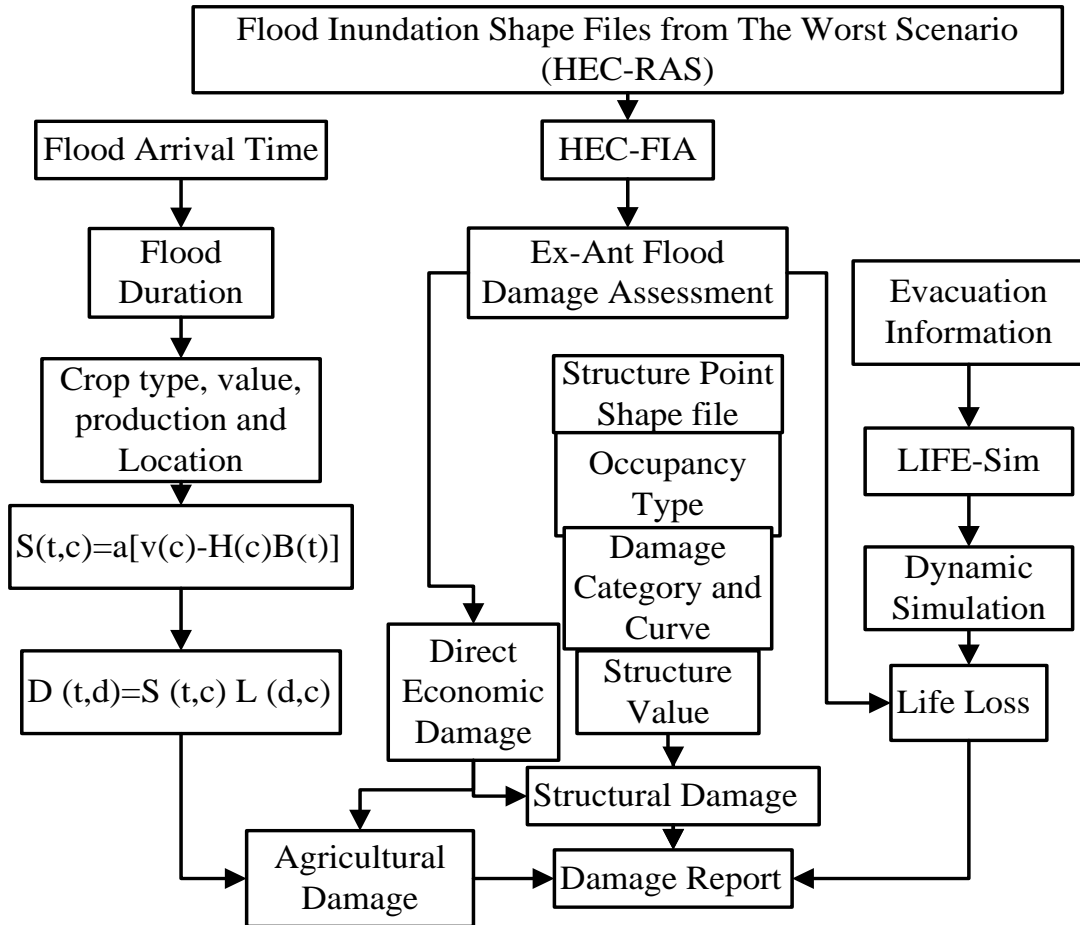 Flood Inundation Shape Files from The Worst Scenario
(HEC-RAS)
Flood Arrival Time
HEC-FIA
Flood
Duration
Ex-Ant Flood
Damage Assessment
Evacuation
Information
Crop type, value,
production and
Location
Structure Point
Shape file
Occupancy
Type
LIFE-Sim
S(t,c)=a[v(c)-H(c)B(t)]
Damage
Category and
Curve
Dynamic
Simulation
D (t,d)=S (t,c) L (d,c)
Direct
Economic
Damage
Structure
Value
Life Loss
Structural Damage
Agricultural
Damage
Damage Report